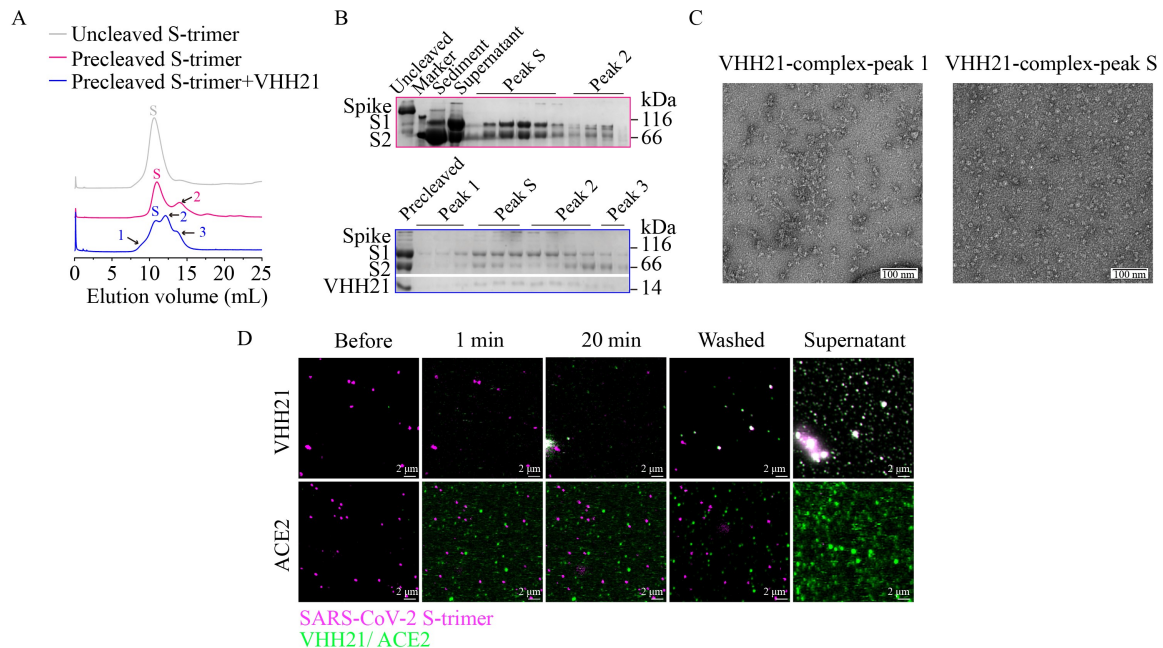 A
Uncleaved S-trimer
Precleaved S-trimer
Precleaved S-trimer+VHH21
S
S
2
S
2
1
3
0 5 10 15 20 25
Elution volume (mL)
B
Uncleaved Marker Sediment Supernatant Peak S Peak 2
kDa
Spike
S1
S2
116
66
Precleaved Peak 1 Peak S Peak 2 Peak 3
kDa
Spike
S1
S2
VHH21
116
66
14
C
VHH21-complex-peak 1 VHH21-complex-peak S
100 nm 100 nm
D
Before 1 min 20 min Washed Supernatant
VHH21
2 μm 2 μm 2 μm 2 μm 2 μm
ACE2
2 μm 2 μm 2 μm 2 μm 2 μm
SARS-CoV-2 S-trimer
VHH21/ ACE2